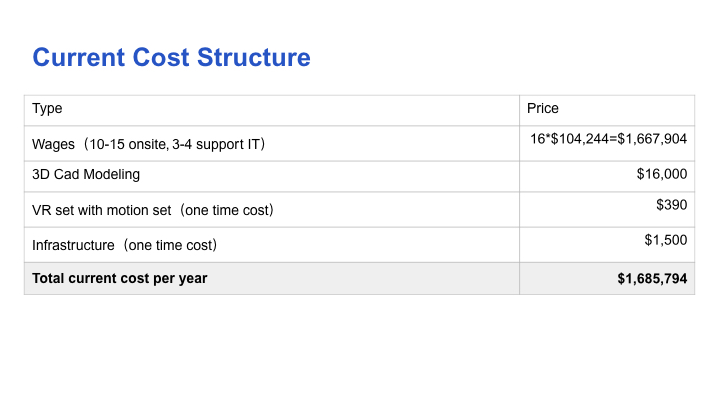 Current Cost Structure
Type Price
Wages（10-15 onsite, 3-4 support IT） 16*$104,244=$1,667,904
3D Cad Modeling $16,000
VR set with motion set（one time cost） $390
Infrastructure（one time cost） $1,500
Total current cost per year $1,685,794